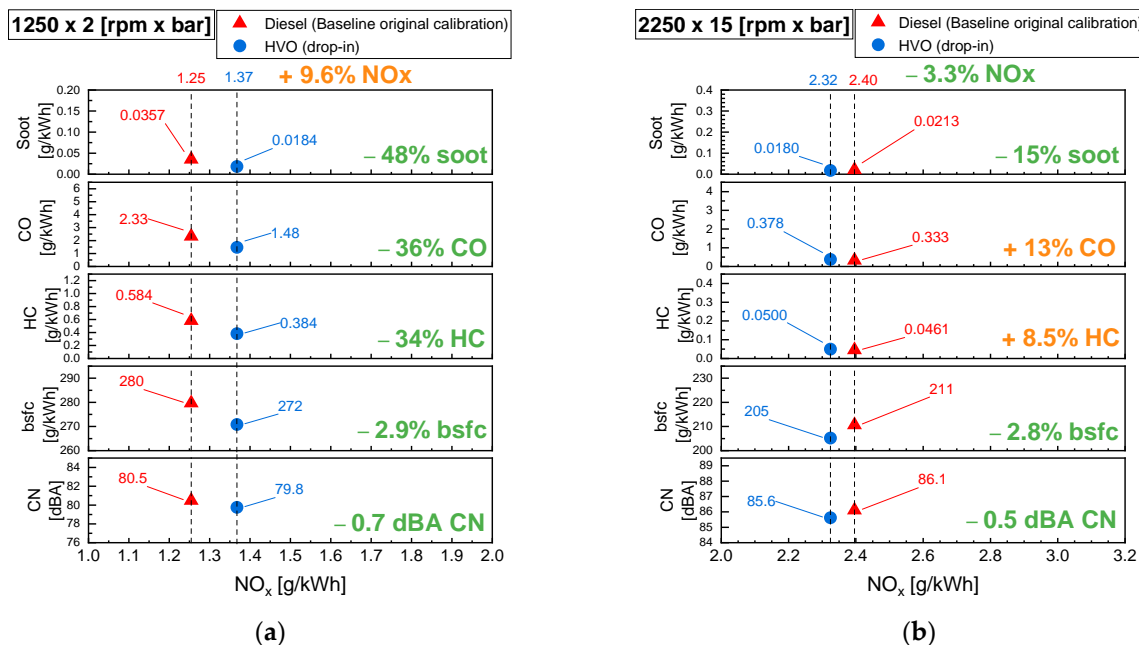 1250 x 2 [rpm x bar]
Diesel (Baseline original calibration)
HVO (drop-in)
1.25
1.37
+ 9.6% NOx
0.20
0.15
0.10
0.05
0.00
Soot
[g/kWh]
0.0357
0.0184
– 48% soot
6
5
4
3
2
1
0
CO
[g/kWh]
2.33
1.48
– 36% CO
1.2
1.0
0.8
0.6
0.4
0.2
0.0
HC
[g/kWh]
0.584
0.384
– 34% HC
290
280
270
260
bsfc
[g/kWh]
280
272
– 2.9% bsfc
84
82
80
78
76
CN
[dBA]
80.5
79.8
– 0.7 dBA CN
1.0 1.1 1.2 1.3 1.4 1.5 1.6 1.7 1.8 1.9 2.0
NOx [g/kWh]
(a)
2250 x 15 [rpm x bar]
Diesel (Baseline original calibration)
HVO (drop-in)
2.32
2.40
– 3.3% NOx
0.4
0.3
0.2
0.1
0.0
Soot
[g/kWh]
0.0180
0.0213
– 15% soot
4
3
2
1
0
CO
[g/kWh]
0.378
0.333
+ 13% CO
0.4
0.3
0.2
0.1
0.0
HC
[g/kWh]
0.0500
0.0461
+ 8.5% HC
230
220
210
200
bsfc
[g/kWh]
205
211
– 2.8% bsfc
89
88
87
86
85
84
CN
[dBA]
85.6
86.1
– 0.5 dBA CN
2.0 2.2 2.4 2.6 2.8 3.0 3.2
NOx [g/kWh]
(b)